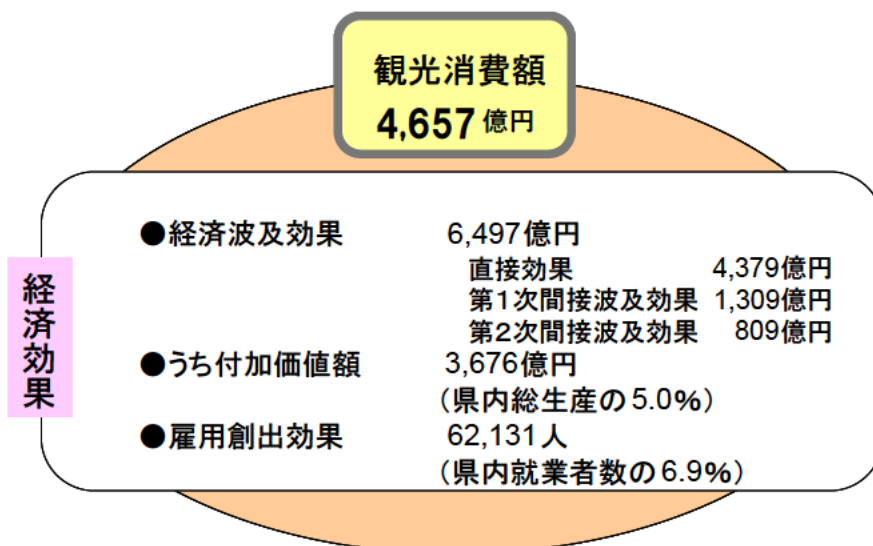 観光消費額
4,657億円
経済効果
●経済波及効果 6,497億円
直接効果 4,379億円
第1次間接波及効果 1,309億円
第2次間接波及効果 809億円
●うち付加価値額 3,676億円
(県内総生産の5.0%)
●雇用創出効果 62,131人
(県内就業者数の6.9%)